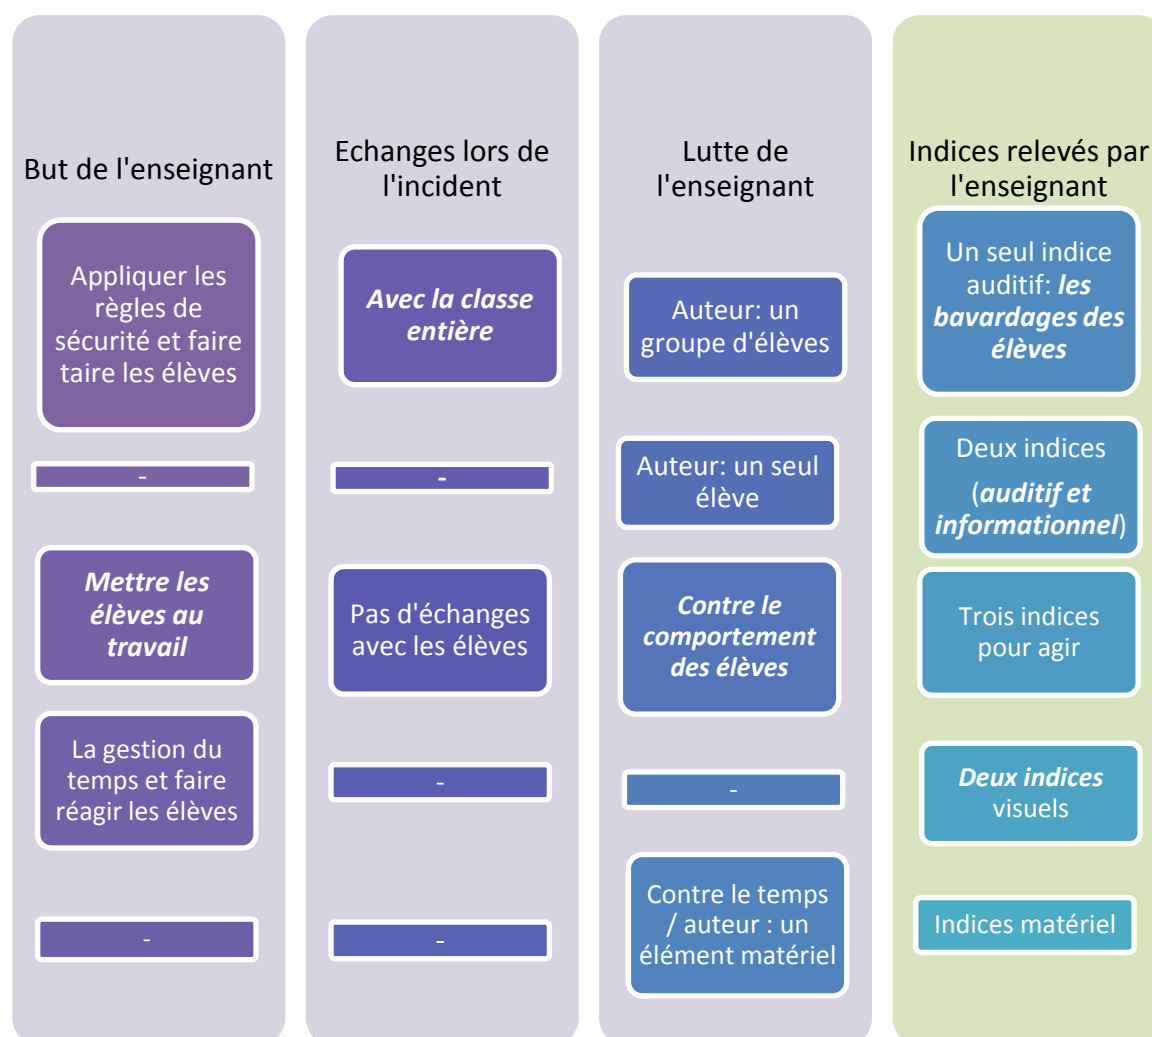 But de l'enseignant
Appliquer les
règles de
sécurité et faire
taire les élèves
-
Mettre les
élèves au
travail
La gestion du
temps et faire
réagir les élèves
-
Echanges lors de
l'incident
Avec la classe
entière
-
Pas d'échanges
avec les élèves
-
-
Lutte de
l'enseignant
Auteur: un
groupe d'élèves
Auteur: un seul
élève
Contre le
comportement
des élèves
-
Contre le temps
/ auteur : un
élément matériel
Indices relevés par
l'enseignant
Un seul indice
auditif: les
bavardages des
élèves
Deux indices
(auditif et
informationnel)
Trois indices
pour agir
Deux indices
visuels
Indices matériel